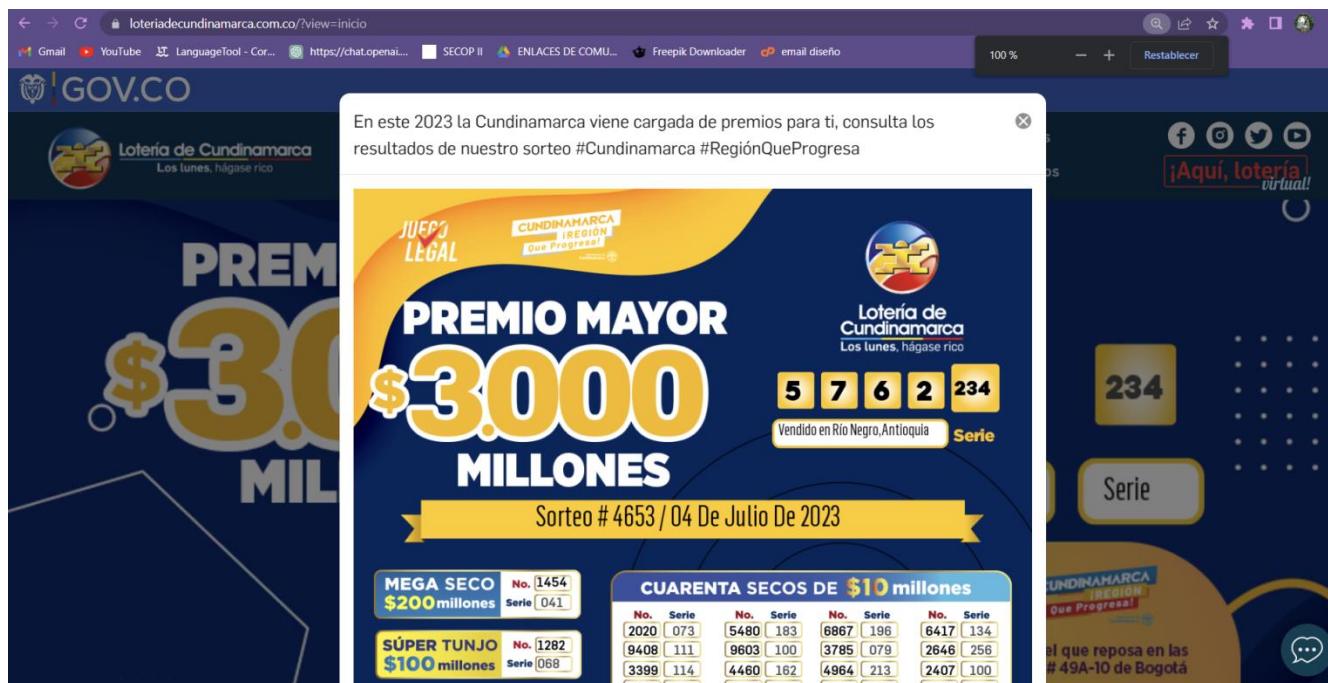 loteriadecundinamarca.com.co/?view=inicio
Gmail YouTube LanguageTool - Cor... https://chat.openai.... SECOP II ENLACES DE COMU... Freepik Downloader email diseño
100 % − + Restablecer
GOV.CO
Lotería de Cundinamarca
Los lunes, hágase rico
¡Aquí, lotería
virtual!
En este 2023 la Cundinamarca viene cargada de premios para ti, consulta los
resultados de nuestro sorteo #Cundinamarca #RegiónQueProgresa
JUEGO
LEGAL
CUNDINAMARCA
¡REGIÓN
Que Progresa!
Lotería de
Cundinamarca
Los lunes, hágase rico
PREMIO MAYOR
$3.000
MILLONES
5 7 6 2 234
Vendido en Río Negro,Antioquia Serie
Sorteo # 4653 / 04 De Julio De 2023
MEGA SECO No. 1454
$200 millones Serie 041
SÚPER TUNJO No. 1282
$100 millones Serie 068
CUARENTA SECOS DE $10 millones
No. Serie No. Serie No. Serie No. Serie
2020 073 5480 183 6867 196 6417 134
9408 111 9603 100 3785 079 2646 256
3399 114 4460 162 4964 213 2407 100
PREM
$30
MIL
234
Serie
CUNDINAMARCA
¡REGIÓN
Que Progresa!
el que reposa en las
# 49A-10 de Bogotá